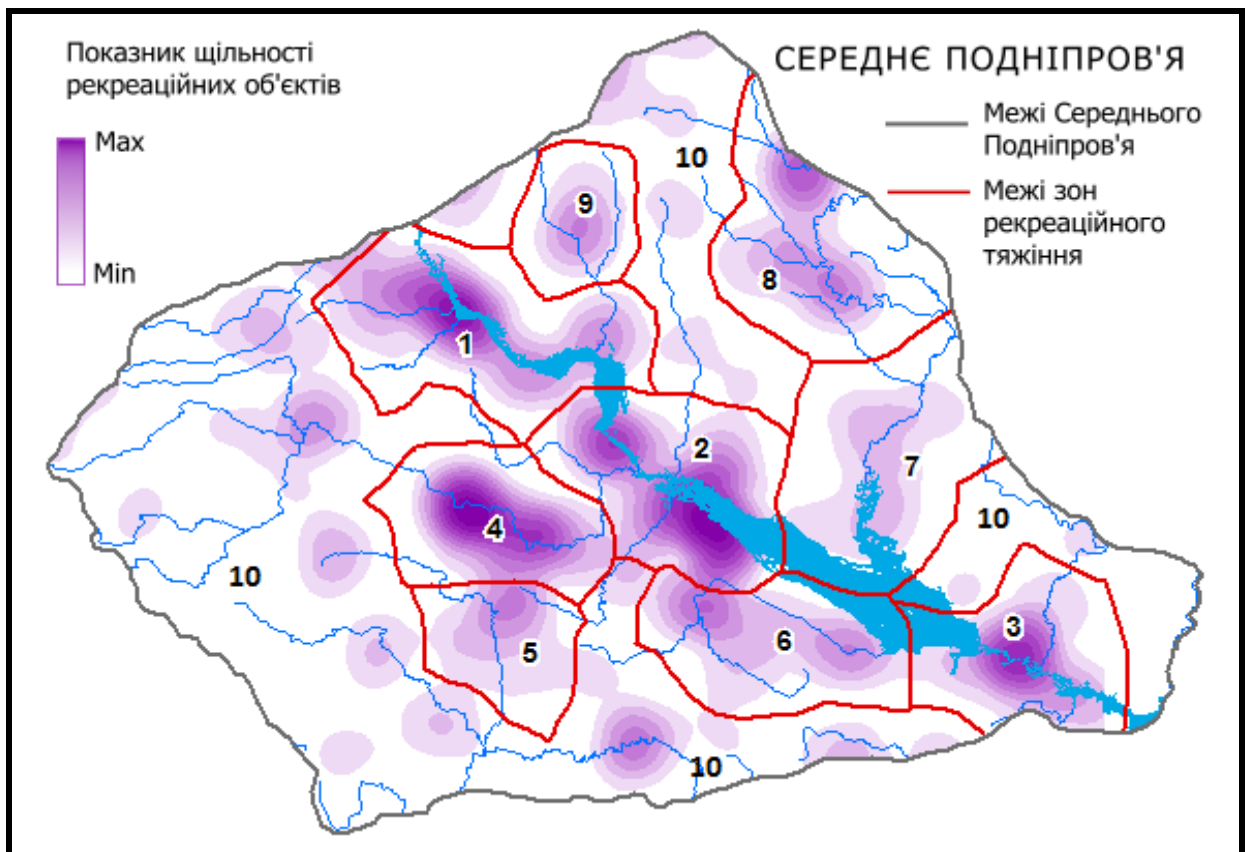 Показник щільності
рекреаційних об'єктів
Max
Min
СЕРЕДНЄ ПОДНІПРОВ'Я
Межі Середнього
Подніпров'я
Межі зон
рекреаційного
тяжіння
10
9
8
1
2
7
10
4
10
3
5
6
10